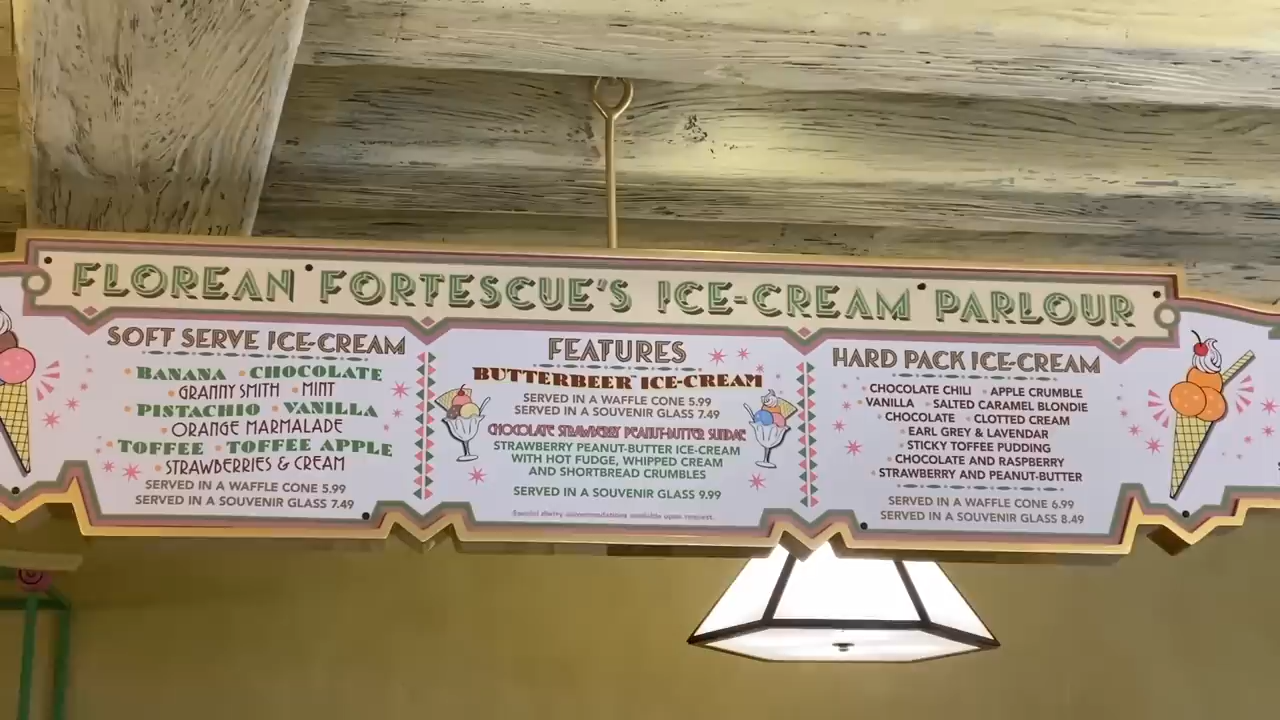 FLOREAN FORTESCUE'S ICE-CREAM PARLOUR
SOFT SERVE ICE-CREAM
• BANANA • CHOCOLATE
• GRANNY SMITH • MINT
• PISTACHIO • VANILLA
• ORANGE MARMALADE
• TOFFEE • TOFFEE APPLE
• STRAWBERRIES & CREAM
SERVED IN A WAFFLE CONE 5.99
SERVED IN A SOUVENIR GLASS 7.49
FEATURES
BUTTERBEER ICE-CREAM
SERVED IN A WAFFLE CONE 5.99
SERVED IN A SOUVENIR GLASS 7.49
CHOCOLATE STRAWBERRY PEANUT-BUTTER SUNDAE
STRAWBERRY PEANUT-BUTTER ICE-CREAM
WITH HOT FUDGE, WHIPPED CREAM
AND SHORTBREAD CRUMBLES
SERVED IN A SOUVENIR GLASS 9.99
Special dietary accommodations available upon request.
HARD PACK ICE-CREAM
• CHOCOLATE CHILI • APPLE CRUMBLE
• VANILLA • SALTED CARAMEL BLONDIE
• CHOCOLATE • CLOTTED CREAM
• EARL GREY & LAVENDAR
• STICKY TOFFEE PUDDING
• CHOCOLATE AND RASPBERRY
• STRAWBERRY AND PEANUT-BUTTER
SERVED IN A WAFFLE CONE 6.99
SERVED IN A SOUVENIR GLASS 8.49